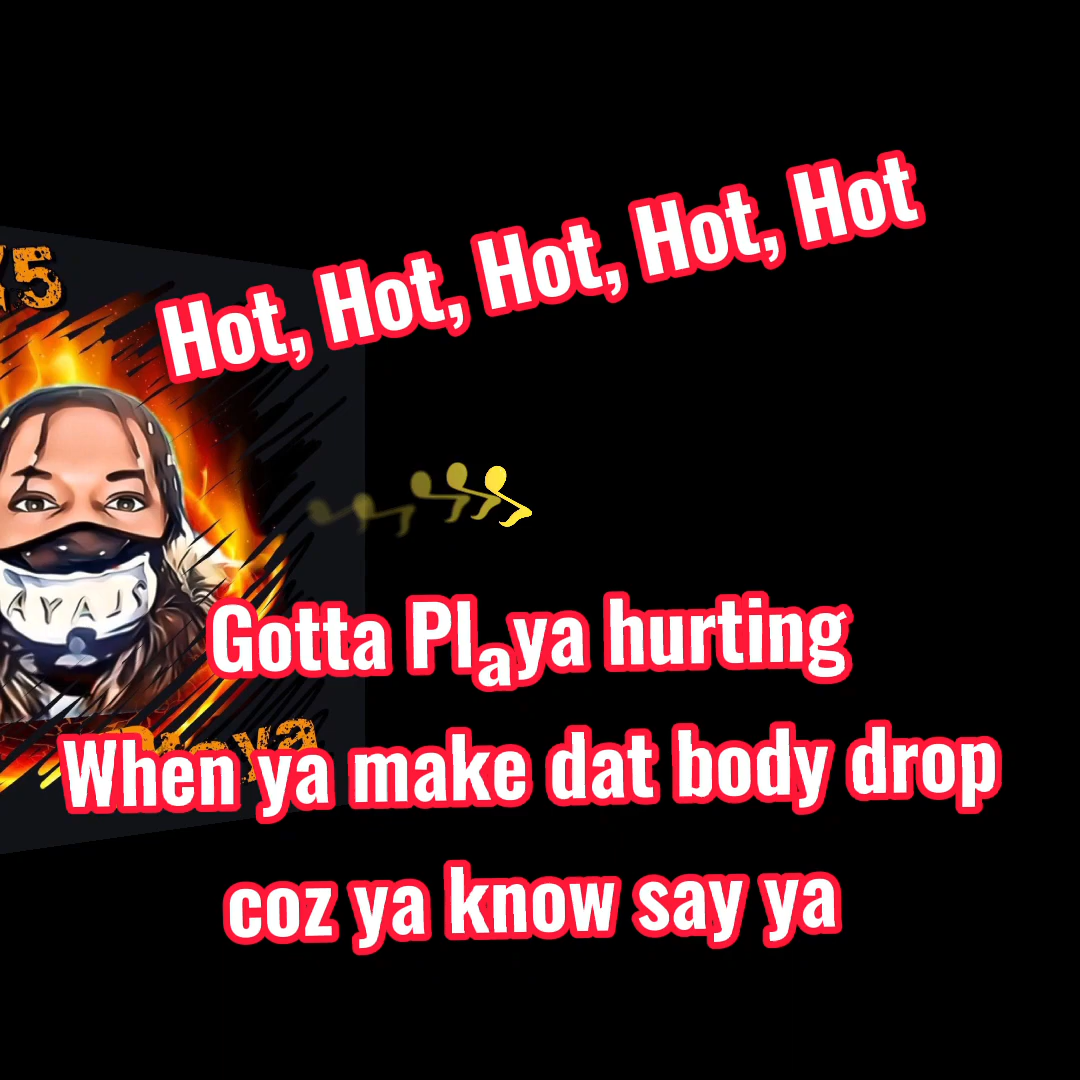 Hot, Hot, Hot, Hot, Hot
Gotta Playa hurting
When ya make dat body drop
coz ya know say ya